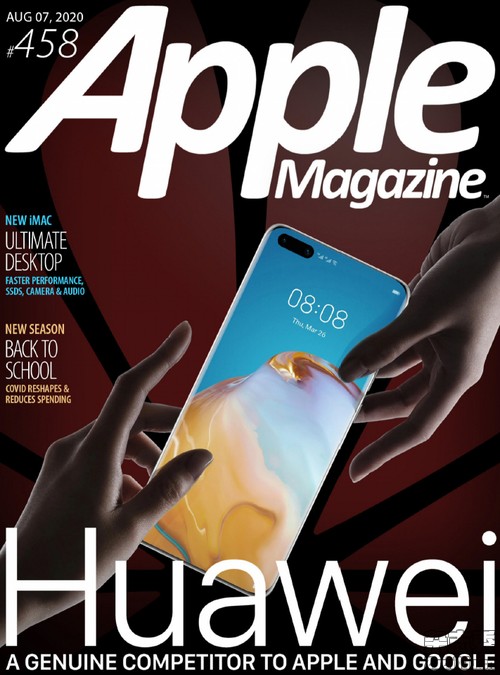 AUG 07, 2020
#458
Apple
Magazine
TM
NEW iMAC
ULTIMATE
DESKTOP
FASTER PERFORMANCE,
SSDS, CAMERA & AUDIO
NEW SEASON
BACK TO
SCHOOL
COVID RESHAPES &
REDUCES SPENDING
08:08
Thu, Mar 26
Huawei
A GENUINE COMPETITOR TO APPLE AND GOOGLE